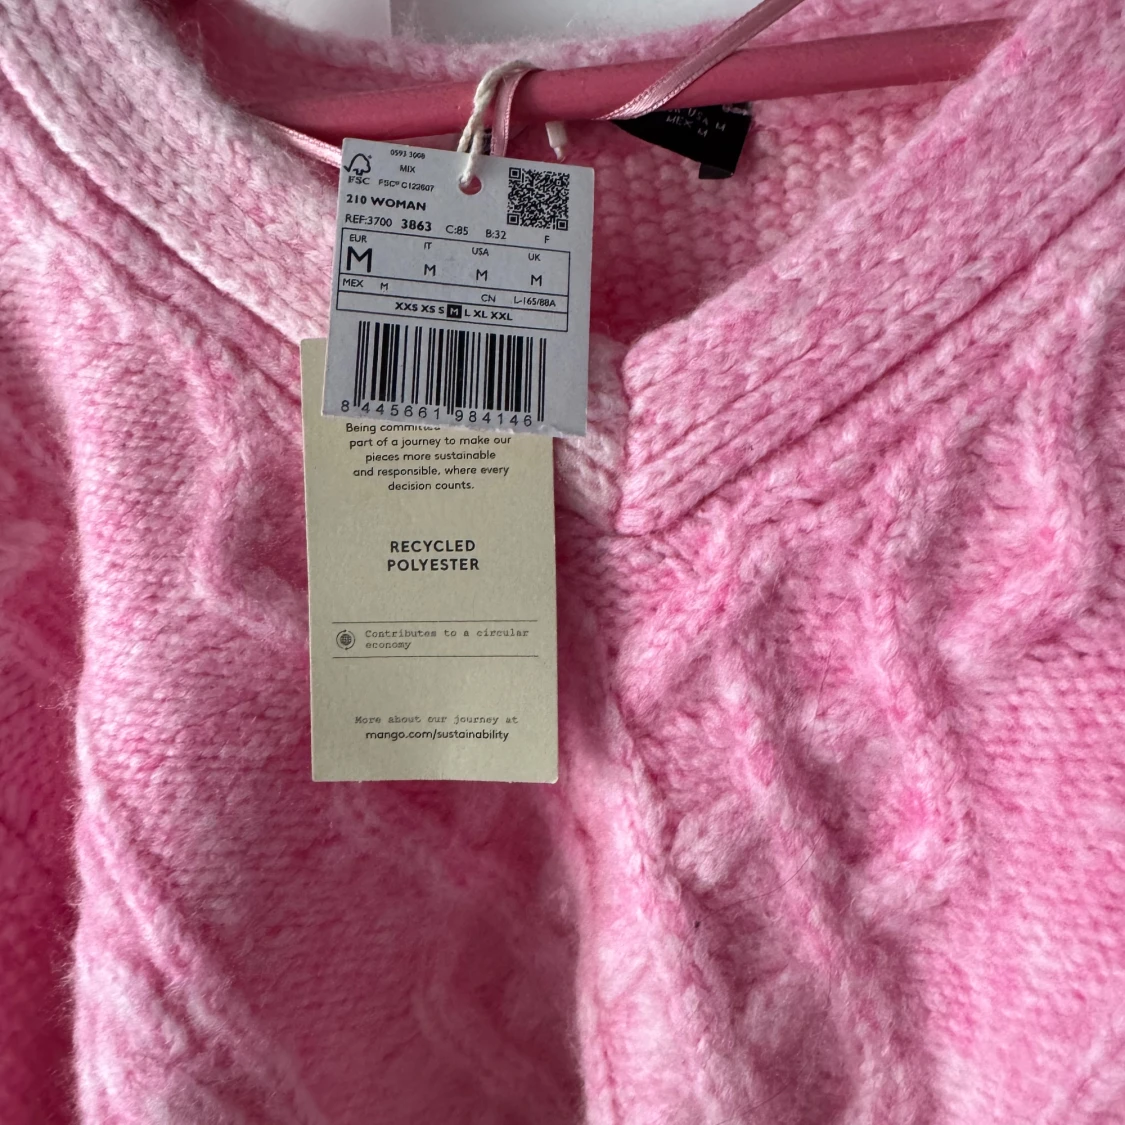 USA M
MEX M
0593 3008
MIX
FSC FSC® C122607
210 WOMAN
REF:3700 3863 C:85 B:32 F
EUR IT USA UK
M M M M
MEX M CN L-165/88A
XXS XS S M L XL XXL
8 445661 984146
Being
part of a journey to make our
pieces more sustainable
and responsible, where every
decision counts.
RECYCLED
POLYESTER
Contributes to a circular
economy
More about our journey at
mango.com/sustainability